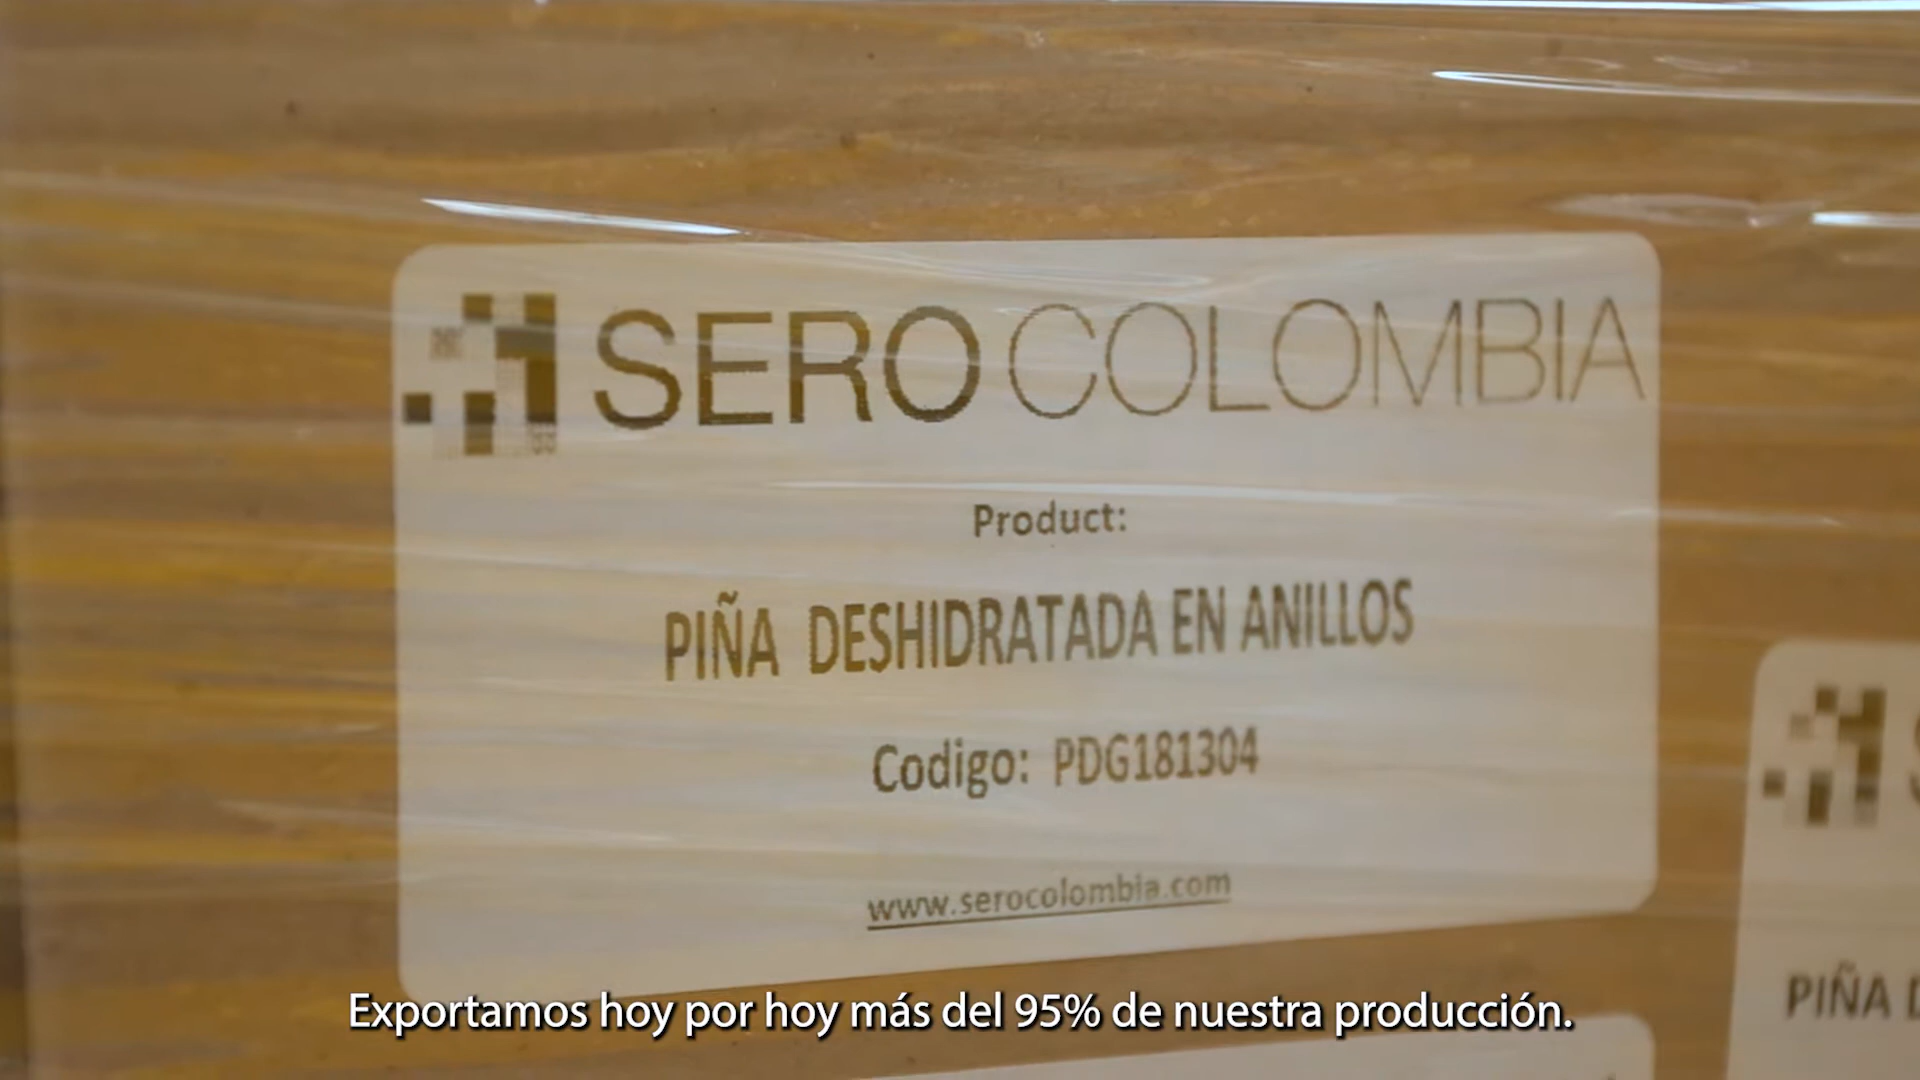 SERO COLOMBIA
Product:
PIÑA DESHIDRATADA EN ANILLOS
Codigo: PDG181304
www.serocolombia.com
PIÑA
Exportamos hoy por hoy más del 95% de nuestra producción.